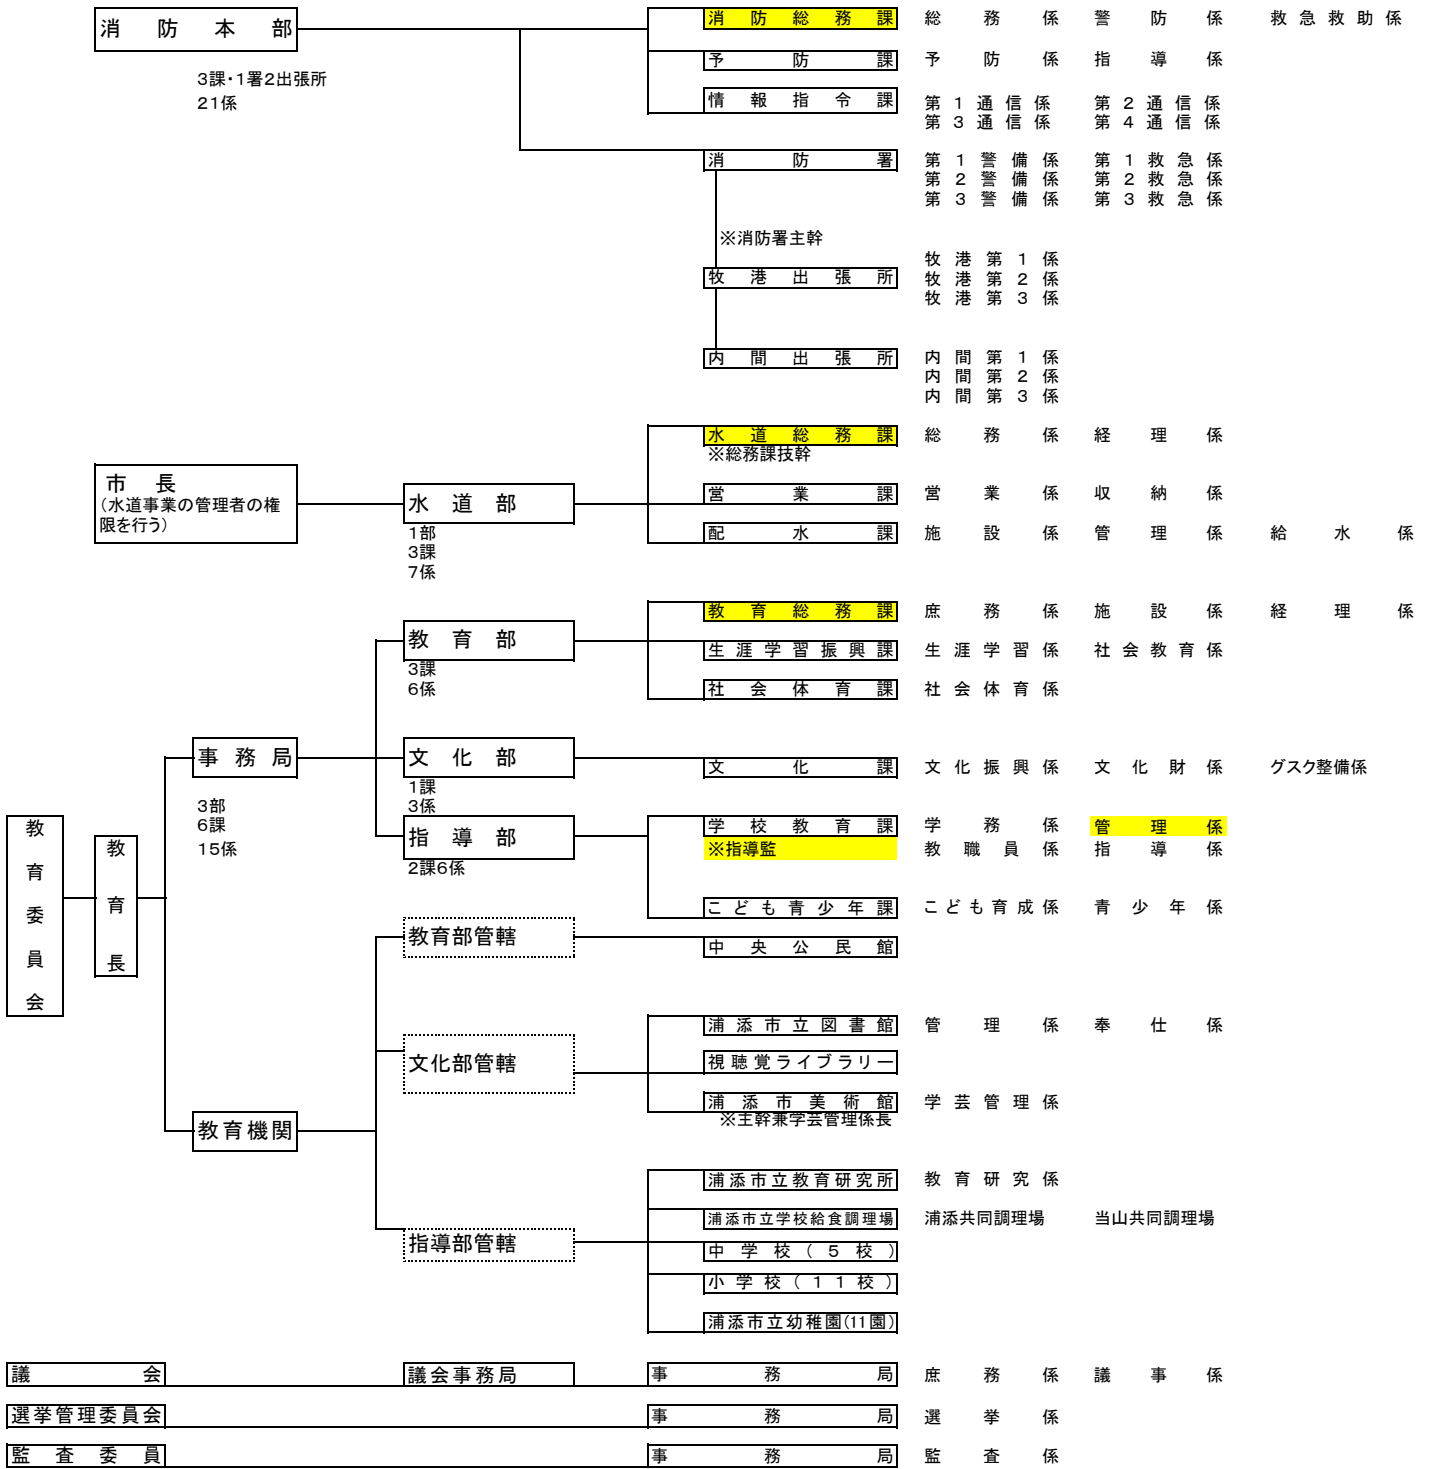 消防本部 消防総務課 総務係 警防係 救急救助係
予防課 予防係 指導係
3課・1署2出張所
21係
情報指令課 第1通信係 第2通信係
第3通信係 第4通信係
消防署 第1警備係 第1救急係
第2警備係 第2救急係
第3警備係 第3救急係
※消防署主幹
牧港第1係
牧港出張所 牧港第2係
牧港第3係
内間出張所 内間第1係
内間第2係
内間第3係
水道総務課 総務係 経理係
※総務課技幹
市長
(水道事業の管理者の権
限を行う)
水道部 営業課 営業係 収納係
1部
3課
7係
配水課 施設係 管理係 給水係
教育総務課 庶務係 施設係 経理係
教育部 生涯学習振興課 生涯学習係 社会教育係
3課
6係
社会体育課 社会体育係
事務局 文化部 文化課 文化振興係 文化財係 グスク整備係
1課
3係
3部
6課
15係
教育委員会
教育長
指導部 学校教育課 学務係 管理係
※指導監 教職員係 指導係
2課6係
こども青少年課 こども育成係 青少年係
教育部管轄 中央公民館
浦添市立図書館 管理係 奉仕係
文化部管轄 視聴覚ライブラリー
浦添市美術館 学芸管理係
※主幹兼学芸管理係長
教育機関
浦添市立教育研究所 教育研究係
浦添市立学校給食調理場 浦添共同調理場 当山共同調理場
指導部管轄 中学校(5校)
小学校(11校)
浦添市立幼稚園(11園)
議会 議会事務局 事務局 庶務係 議事係
選挙管理委員会 事務局 選挙係
監査委員 事務局 監査係